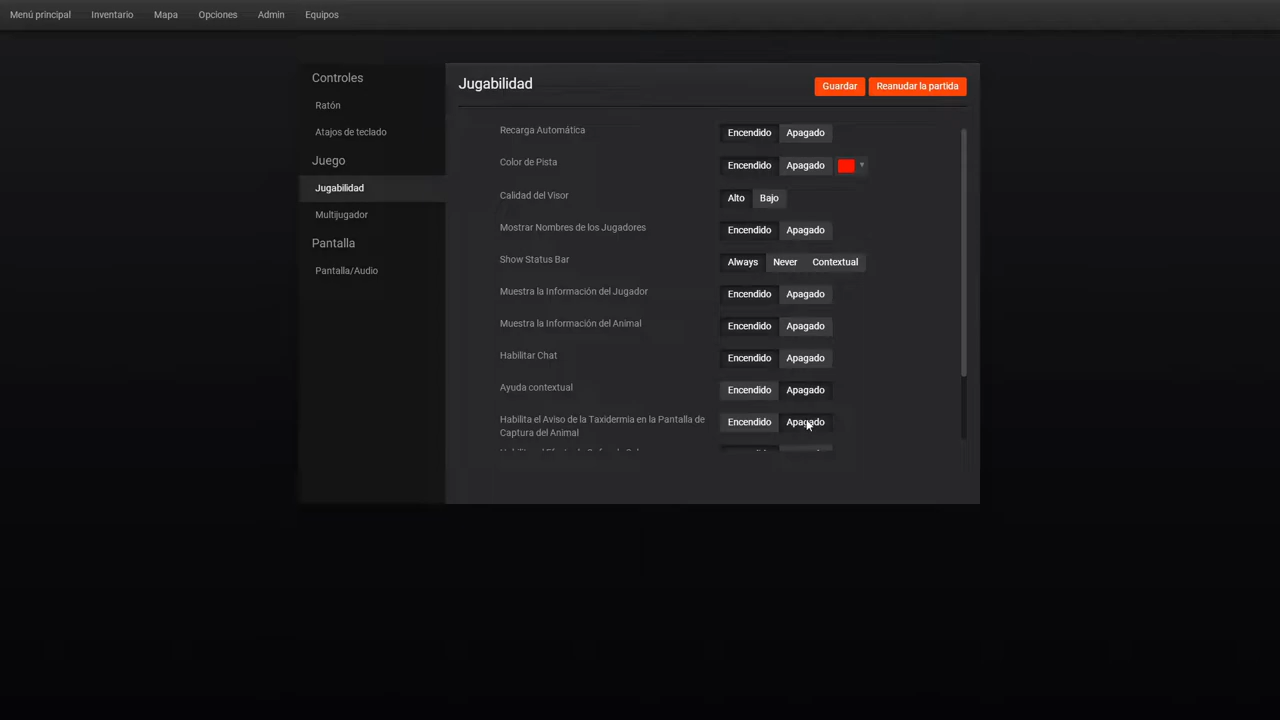 Menú principal Inventario Mapa Opciones Admin Equipos
Controles
Ratón
Atajos de teclado
Juego
Jugabilidad
Multijugador
Pantalla
Pantalla/Audio
Jugabilidad
Guardar Reanudar la partida
Recarga Automática Encendido Apagado
Color de Pista Encendido Apagado
Calidad del Visor Alto Bajo
Mostrar Nombres de los Jugadores Encendido Apagado
Show Status Bar Always Never Contextual
Muestra la Información del Jugador Encendido Apagado
Muestra la Información del Animal Encendido Apagado
Habilitar Chat Encendido Apagado
Ayuda contextual Encendido Apagado
Habilita el Aviso de la Taxidermia en la Pantalla de
Captura del Animal
Encendido Apagado